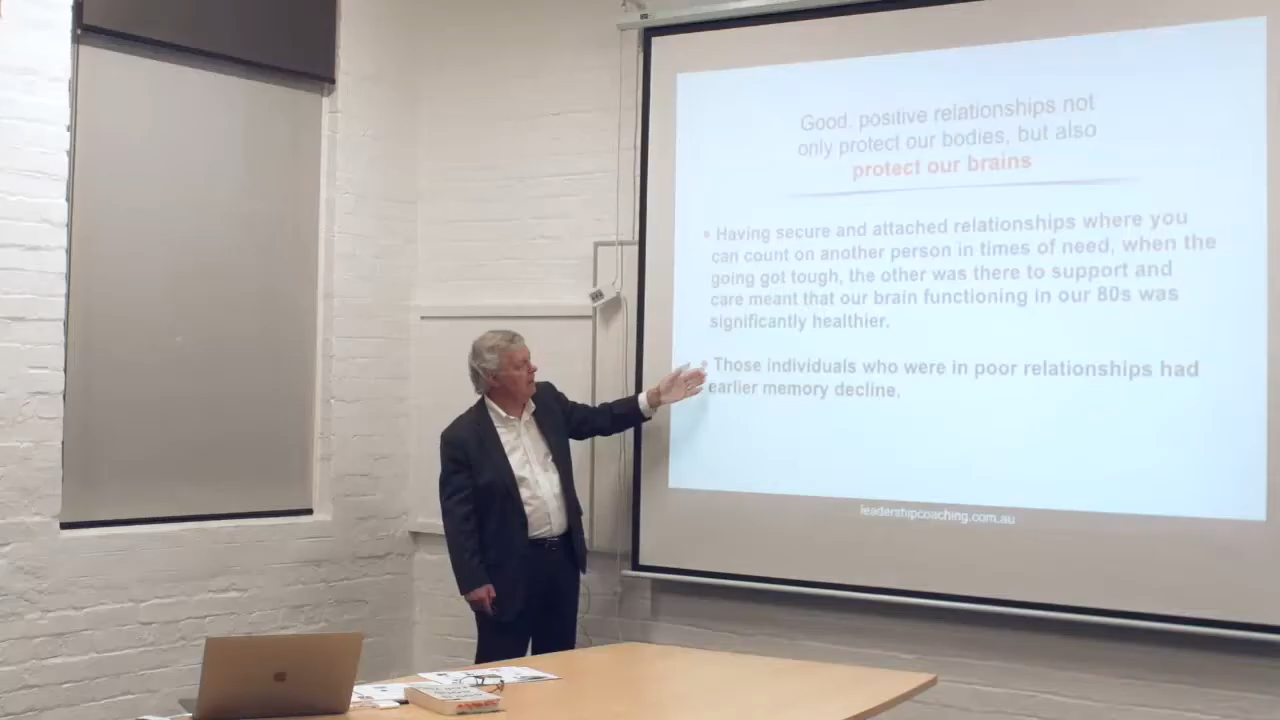 Good, positive relationships not
only protect our bodies, but also
protect our brains
• Having secure and attached relationships where you
can count on another person in times of need, when the
going got tough, the other was there to support and
care meant that our brain functioning in our 80s was
significantly healthier.
• Those individuals who were in poor relationships had
earlier memory decline.
leadershipcoaching.com.au